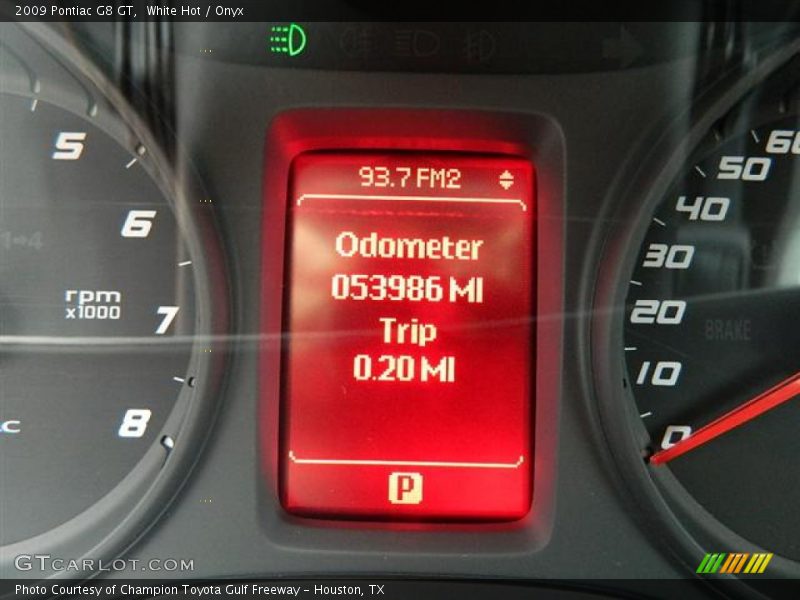 2009 Pontiac G8 GT, White Hot / Onyx
93.7 FM2
Odometer
053986 MI
Trip
0.20 MI
P
5
6
7
8
rpm
x1000
60
50
40
30
20
10
0
BRAKE
GTCARLOT.COM
Photo Courtesy of Champion Toyota Gulf Freeway - Houston, TX